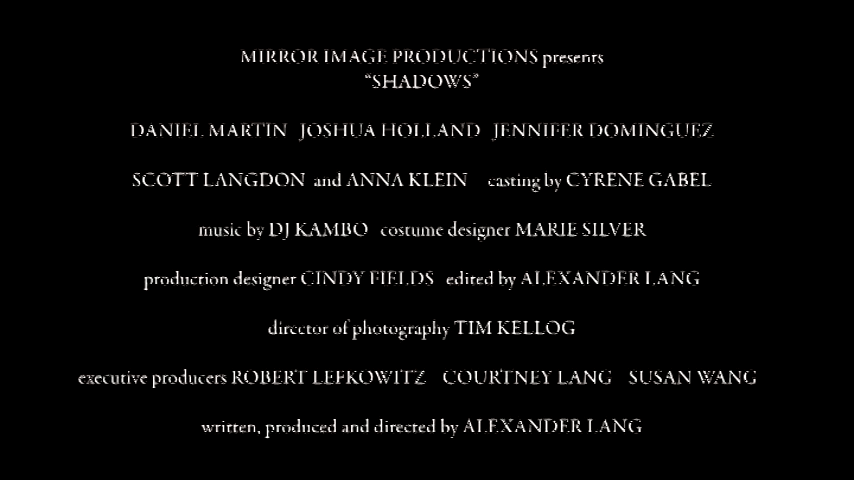 MIRROR IMAGE PRODUCTIONS presents
“SHADOWS”
DANIEL MARTIN JOSHUA HOLLAND JENNIFER DOMINGUEZ
SCOTT LANGDON and ANNA KLEIN casting by CYRENE GABEL
music by DJ KAMBO costume designer MARIE SILVER
production designer CINDY FIELDS edited by ALEXANDER LANG
director of photography TIM KELLOG
executive producers ROBERT LEFKOWITZ COURTNEY LANG SUSAN WANG
written, produced and directed by ALEXANDER LANG